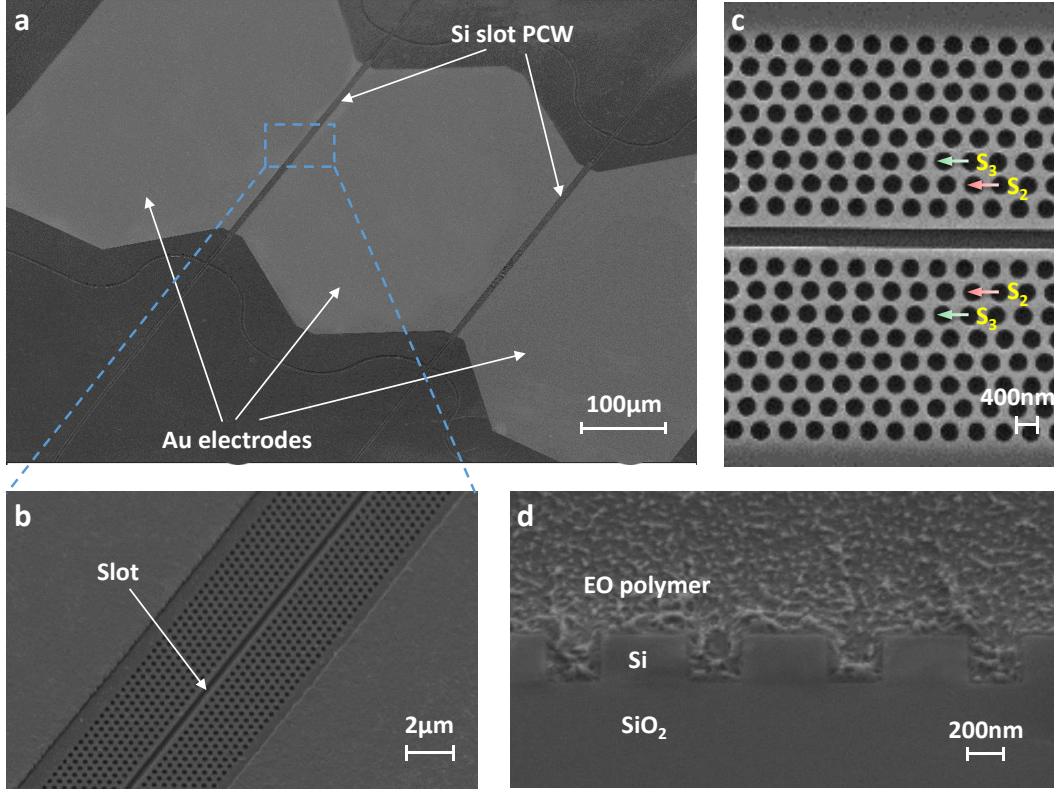 a
Si slot PCW
Au electrodes
100μm
b
Slot
2μm
c
S₃
S₂
S₂
S₃
400nm
d
EO polymer
Si
SiO₂
200nm